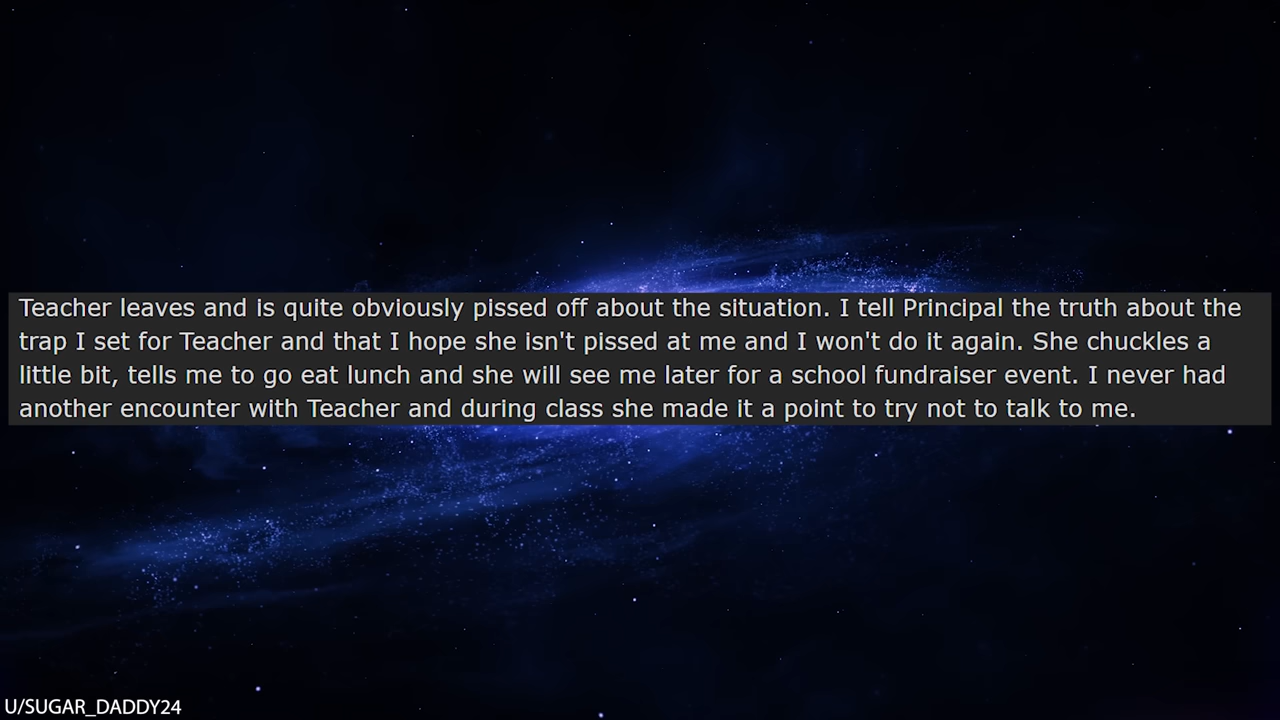 Teacher leaves and is quite obviously pissed off about the situation. I tell Principal the truth about the
trap I set for Teacher and that I hope she isn't pissed at me and I won't do it again. She chuckles a
little bit, tells me to go eat lunch and she will see me later for a school fundraiser event. I never had
another encounter with Teacher and during class she made it a point to try not to talk to me.
U/SUGAR_DADDY24